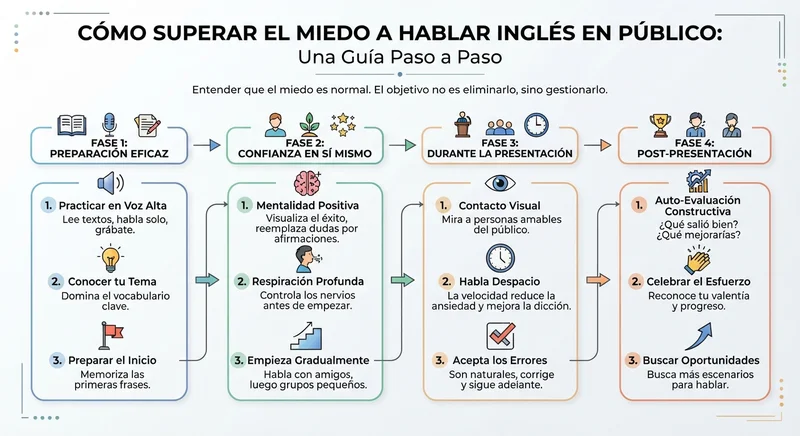 CÓMO SUPERAR EL MIEDO A HABLAR INGLÉS EN PÚBLICO:
Una Guía Paso a Paso
Entender que el miedo es normal. El objetivo no es eliminarlo, sino gestionarlo.
FASE 1:
PREPARACIÓN EFICAZ
1. Practicar en Voz Alta
Lee textos, habla solo,
grábate.
2. Conocer tu Tema
Domina el vocabulario
clave.
3. Preparar el Inicio
Memoriza las
primeras frases.
FASE 2:
CONFIANZA EN SÍ MISMO
1. Mentalidad Positiva
Visualiza el éxito,
reemplaza dudas por
afirmaciones.
2. Respiración Profunda
Controla los nervios
antes de empezar.
3. Empieza Gradualmente
Habla con amigos,
luego grupos pequeños.
FASE 3:
DURANTE LA PRESENTACIÓN
1. Contacto Visual
Mira a personas amables
del público.
2. Habla Despacio
La velocidad reduce la
ansiedad y mejora la dicción.
3. Acepta los Errores
Son naturales, corrige
y sigue adelante.
FASE 4:
POST-PRESENTACIÓN
1. Auto-Evaluación
Constructiva
¿Qué salió bien?
¿Qué mejorarías?
2. Celebrar el Esfuerzo
Reconoce tu valentía
y progreso.
3. Buscar Oportunidades
Busca más escenarios
para hablar.